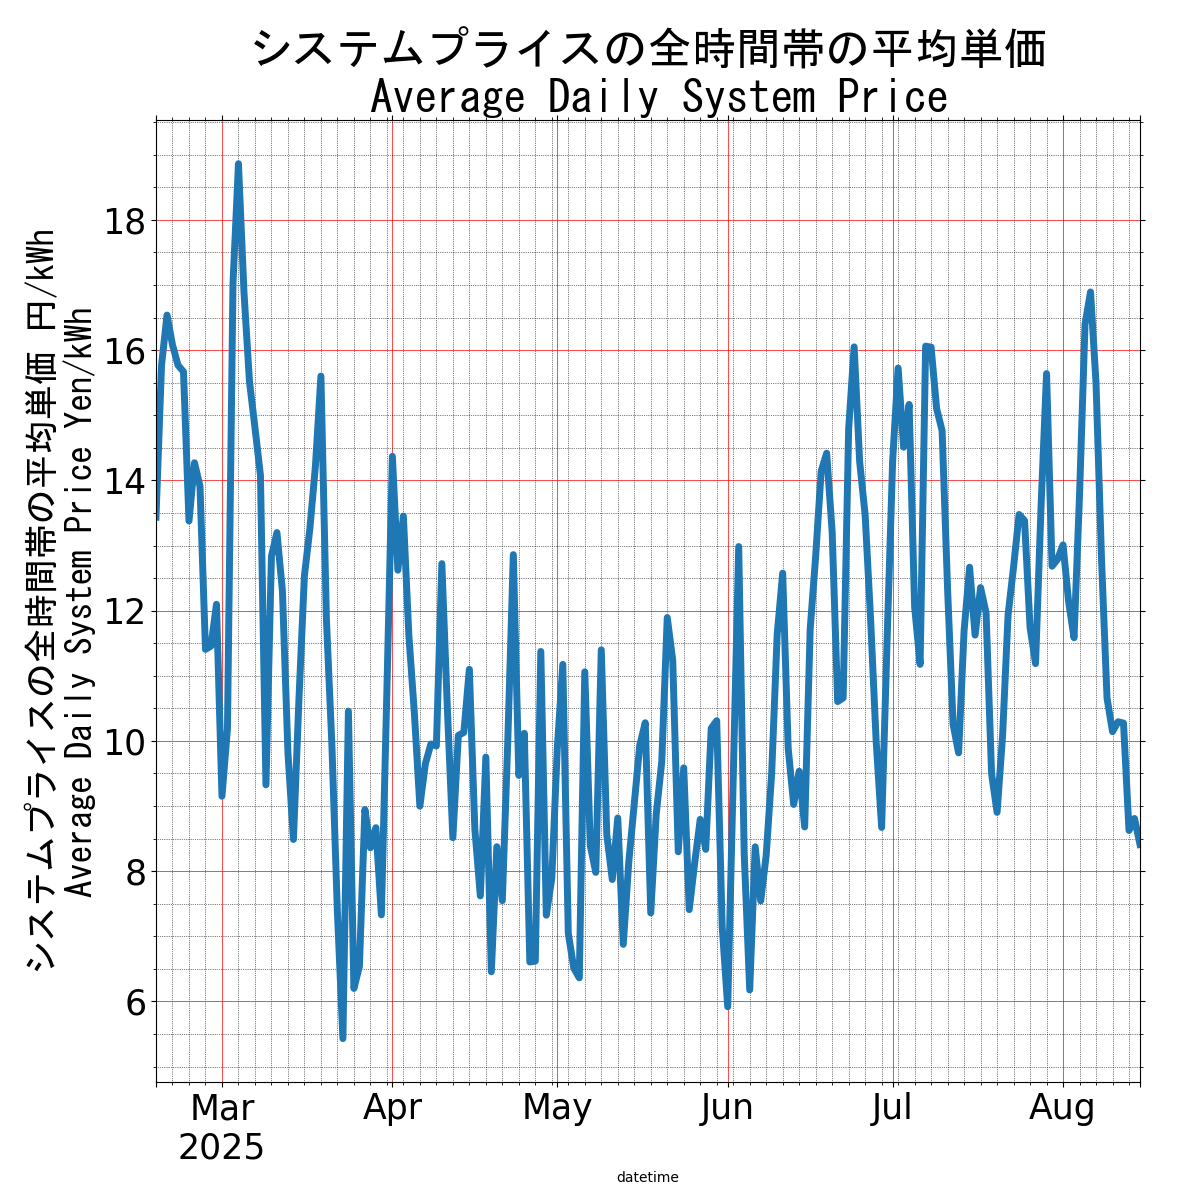 システムプライスの全時間帯の平均単価
Average Daily System Price
システムプライスの全時間帯の平均単価 円/kWh
Average Daily System Price Yen/kWh
18
16
14
12
10
8
6
Mar
2025
Apr
May
Jun
Jul
Aug
datetime